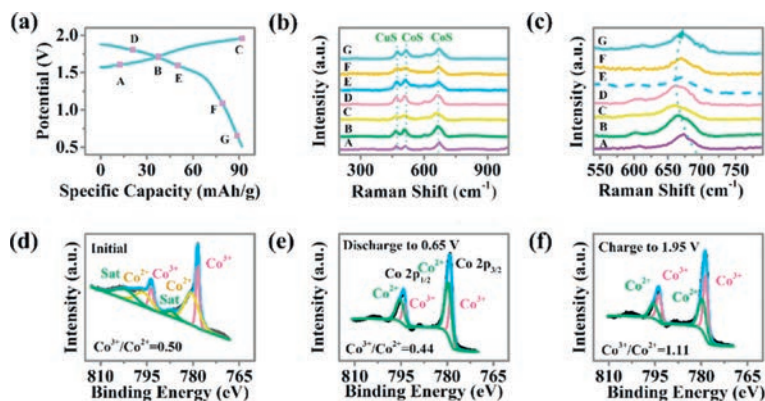 (a)
2.0
1.5
1.0
0.5
Potential (V)
D
C
A
B
E
F
G
0 30 60 90
Specific Capacity (mAh/g)
(b)
CuS CoS CoS
Intensity (a.u.)
G
F
E
D
C
B
A
300 600 900
Raman Shift (cm-1)
(c)
Intensity (a.u.)
G
F
E
D
C
B
A
550 600 650 700 750
Raman Shift (cm-1)
(d)
Initial
Intensity (a.u.)
Co3+
Co3+
Co2+
Co2+
Sat
Sat
Co3+/Co2+=0.50
810 795 780 765
Binding Energy (eV)
(e)
Discharge to 0.65 V
Intensity (a.u.)
Co2+
Co 2p3/2
Co 2p1/2
Co2+
Co3+
Co3+
Co3+/Co2+=0.44
810 795 780 765
Binding Energy (eV)
(f)
Charge to 1.95 V
Intensity (a.u.)
Co3+
Co3+
Co2+
Co2+
Co3+/Co2+=1.11
810 795 780 765
Binding Energy (eV)